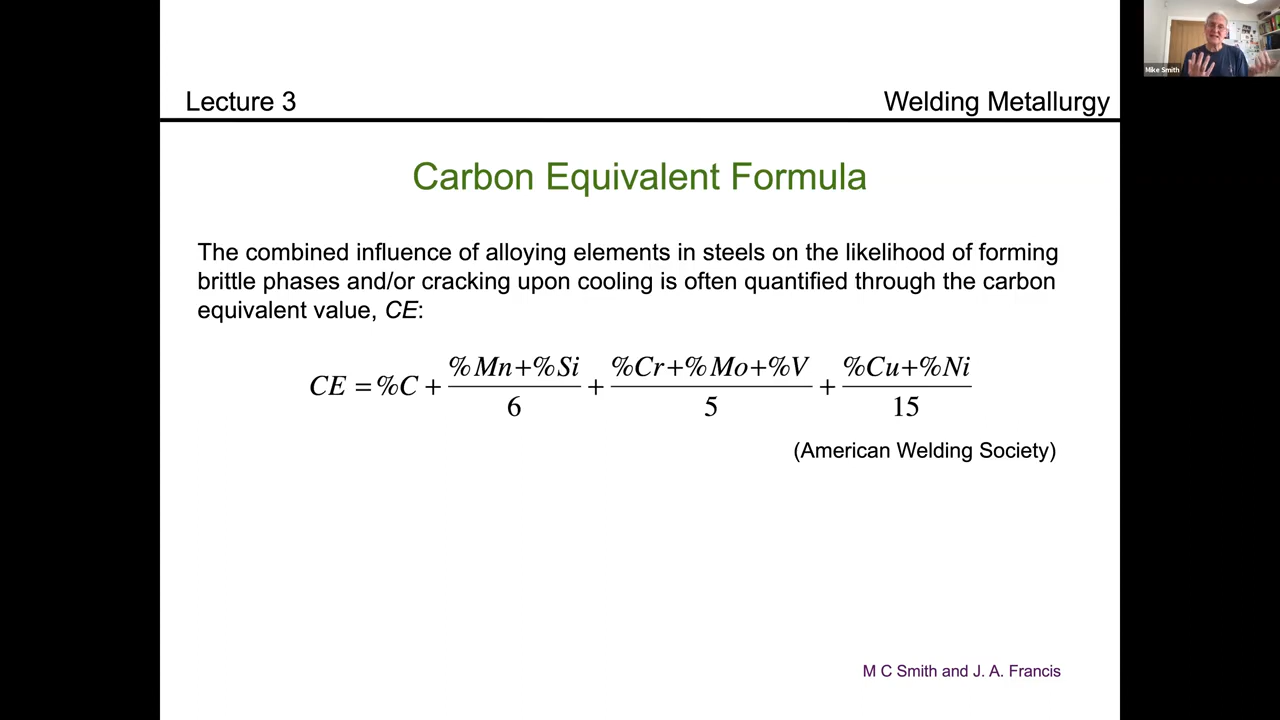 Lecture 3
Welding Metallurgy
Mike Smith
Carbon Equivalent Formula
The combined influence of alloying elements in steels on the likelihood of forming
brittle phases and/or cracking upon cooling is often quantified through the carbon
equivalent value, CE:
CE = %C + (%Mn+%Si)/6 + (%Cr+%Mo+%V)/5 + (%Cu+%Ni)/15
(American Welding Society)
M C Smith and J. A. Francis